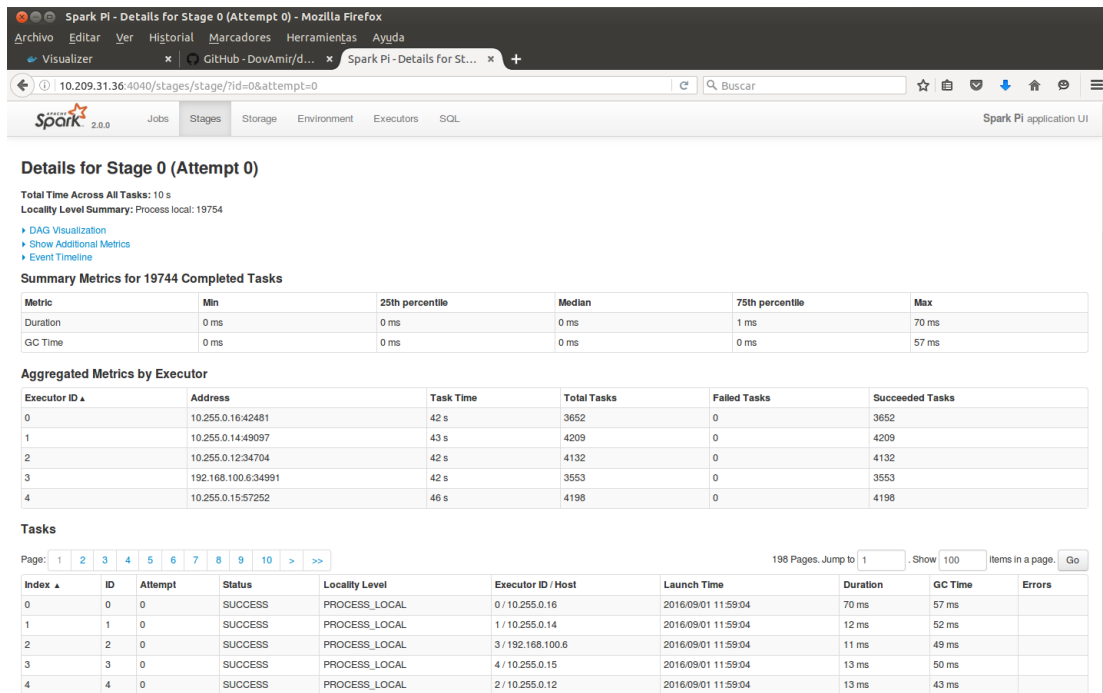 Spark Pi - Details for Stage 0 (Attempt 0) - Mozilla Firefox
Archivo Editar Ver Historial Marcadores Herramientas Ayuda
Visualizer × GitHub - DovAmir/d... × Spark Pi - Details for St... × +
10.209.31.36:4040/stages/stage/?id=0&attempt=0 Buscar
APACHE Spark 2.0.0 Jobs Stages Storage Environment Executors SQL Spark Pi application UI
Details for Stage 0 (Attempt 0)
Total Time Across All Tasks: 10 s
Locality Level Summary: Process local: 19754
DAG Visualization
Show Additional Metrics
Event Timeline
Summary Metrics for 19744 Completed Tasks
Metric Min 25th percentile Median 75th percentile Max
Duration 0 ms 0 ms 0 ms 1 ms 70 ms
GC Time 0 ms 0 ms 0 ms 0 ms 57 ms
Aggregated Metrics by Executor
Executor ID ▴ Address Task Time Total Tasks Failed Tasks Succeeded Tasks
0 10.255.0.16:42481 42 s 3652 0 3652
1 10.255.0.14:49097 43 s 4209 0 4209
2 10.255.0.12:34704 42 s 4132 0 4132
3 192.168.100.6:34991 42 s 3553 0 3553
4 10.255.0.15:57252 46 s 4198 0 4198
Tasks
Page: 1 2 3 4 5 6 7 8 9 10 > >> 198 Pages. Jump to 1 . Show 100 items in a page. Go
Index ▴ ID Attempt Status Locality Level Executor ID / Host Launch Time Duration GC Time Errors
0 0 0 SUCCESS PROCESS_LOCAL 0 / 10.255.0.16 2016/09/01 11:59:04 70 ms 57 ms
1 1 0 SUCCESS PROCESS_LOCAL 1 / 10.255.0.14 2016/09/01 11:59:04 12 ms 52 ms
2 2 0 SUCCESS PROCESS_LOCAL 3 / 192.168.100.6 2016/09/01 11:59:04 11 ms 49 ms
3 3 0 SUCCESS PROCESS_LOCAL 4 / 10.255.0.15 2016/09/01 11:59:04 13 ms 50 ms
4 4 0 SUCCESS PROCESS_LOCAL 2 / 10.255.0.12 2016/09/01 11:59:04 13 ms 43 ms